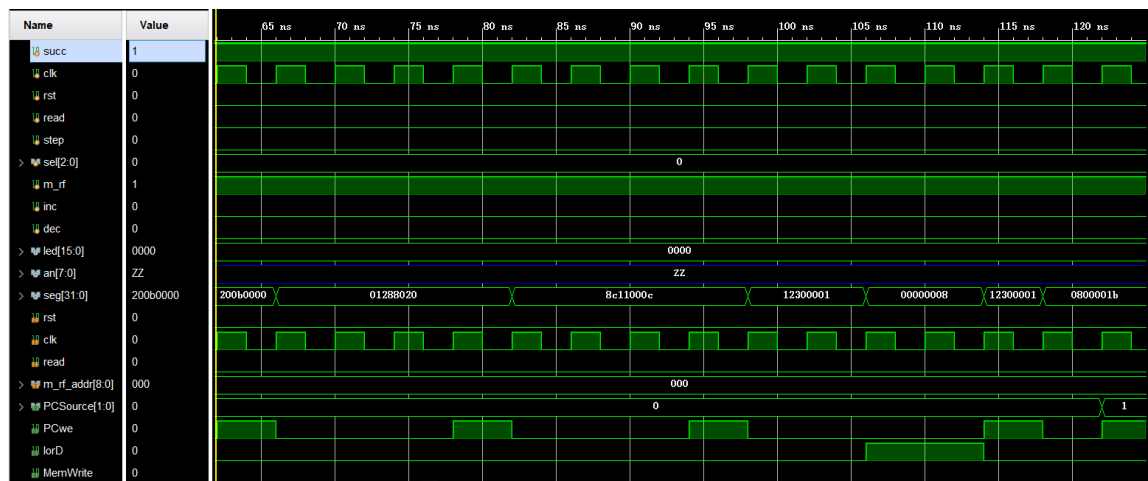 Name Value 65 ns 70 ns 75 ns 80 ns 85 ns 90 ns 95 ns 100 ns 105 ns 110 ns 115 ns 120 ns
succ 1
clk 0
rst 0
read 0
step 0
sel[2:0] 0 0
m_rf 1
inc 0
dec 0
led[15:0] 0000 0000
an[7:0] ZZ ZZ
seg[31:0] 200b0000 200b0000 01288020 8c11000c 12300001 00000008 12300001 0800001b
rst 0
clk 0
read 0
m_rf_addr[8:0] 000 000
PCSource[1:0] 0 0 1
PCwe 0
IorD 0
MemWrite 0